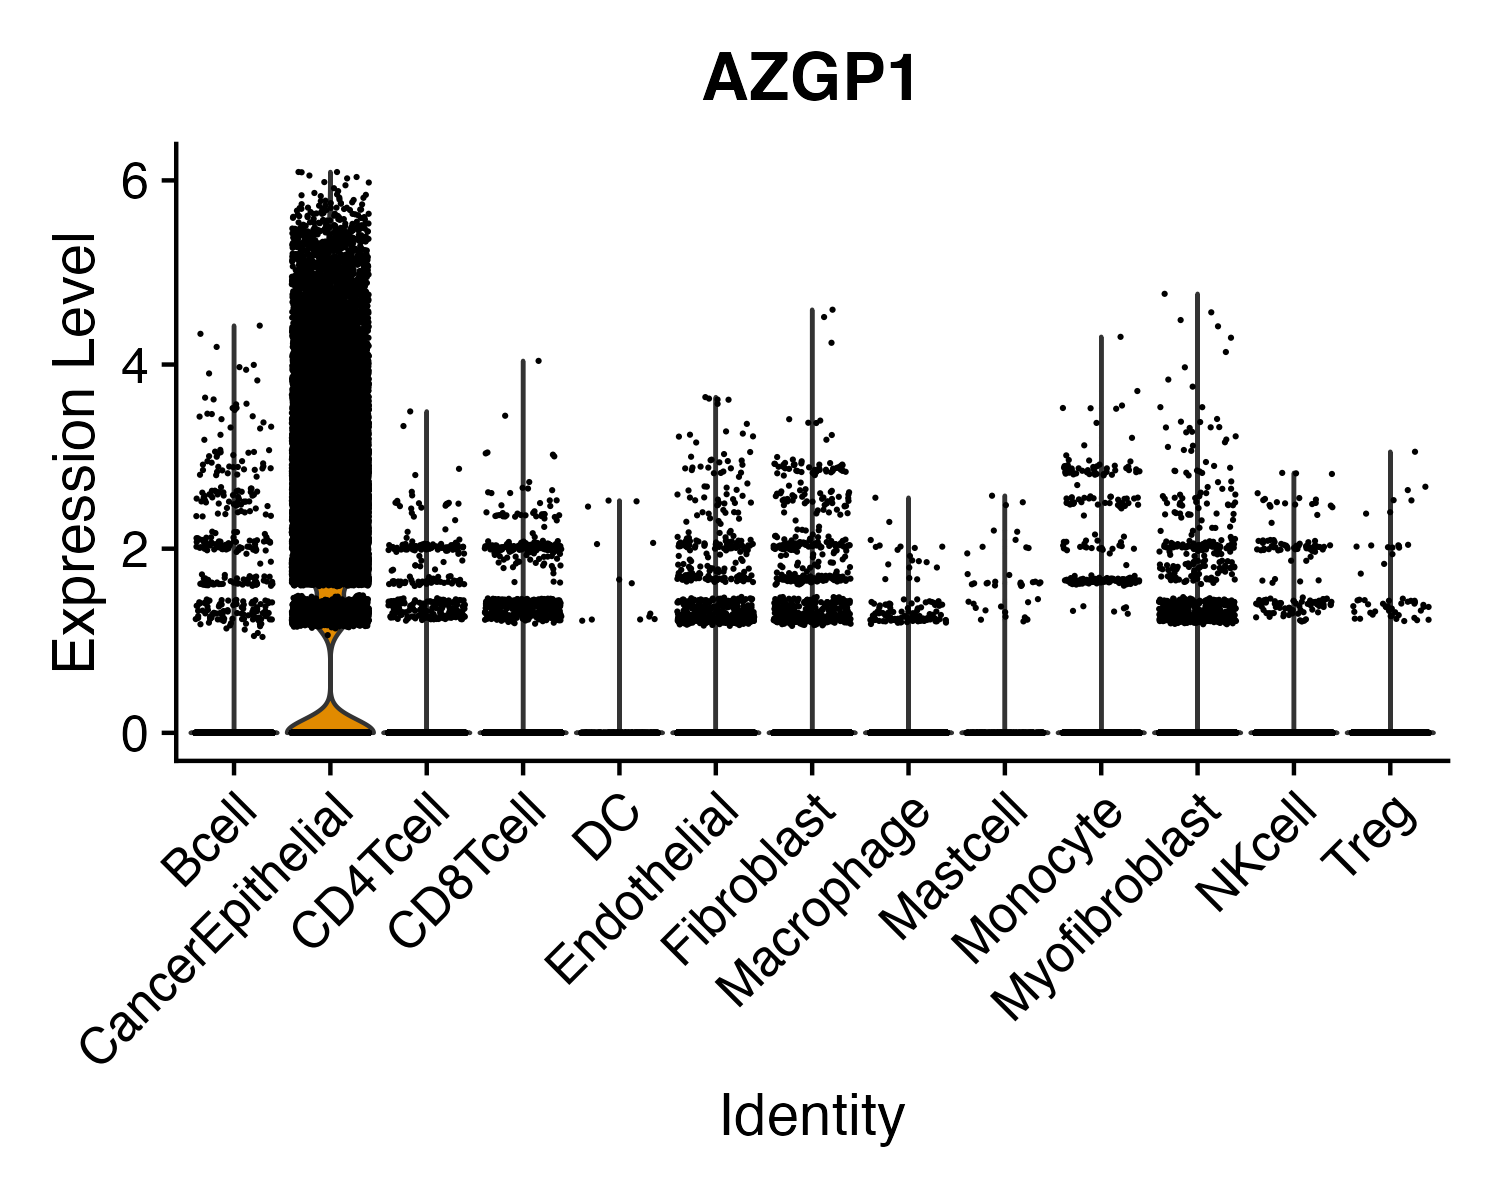 AZGP1
Expression Level
6
4
2
0
Bcell
CancerEpithelial
CD4Tcell
CD8Tcell
DC
Endothelial
Fibroblast
Macrophage
Mastcell
Monocyte
Myofibroblast
NKcell
Treg
Identity